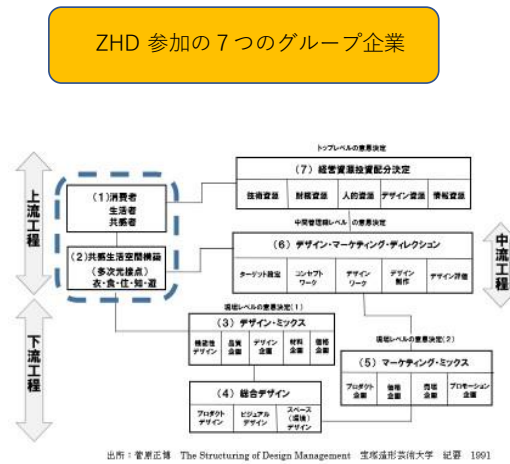 ZHD 参加の７つのグループ企業
トップレベルの意思決定
(７) 経営資源投資配分決定
技術資源 財務資源 人的資源 デザイン資源 情報資源
上流工程
(１)消費者
生活者
共感者
(２)共感生活空間構築
(多次元接点)
衣・食・住・知・遊
中間管理職レベルの意思決定
(６) デザイン・マーケティング・ディレクション
ターゲット設定 コンセプトワーク デザインワーク デザイン制作 デザイン評価
中流工程
下流工程
現場レベルの意思決定(１)
(３) デザイン・ミックス
機能性デザイン 品質企画 デザイン企画 材料企画 価格企画
現場レベルの意思決定(２)
(５) マーケティング・ミックス
プロダクト企画 価格企画 売場企画 プロモーション企画
(４) 総合デザイン
プロダクトデザイン ビジュアルデザイン スペース(環境)デザイン
出所：菅原正博 The Structuring of Design Management 宝塚造形芸術大学 紀要 1991